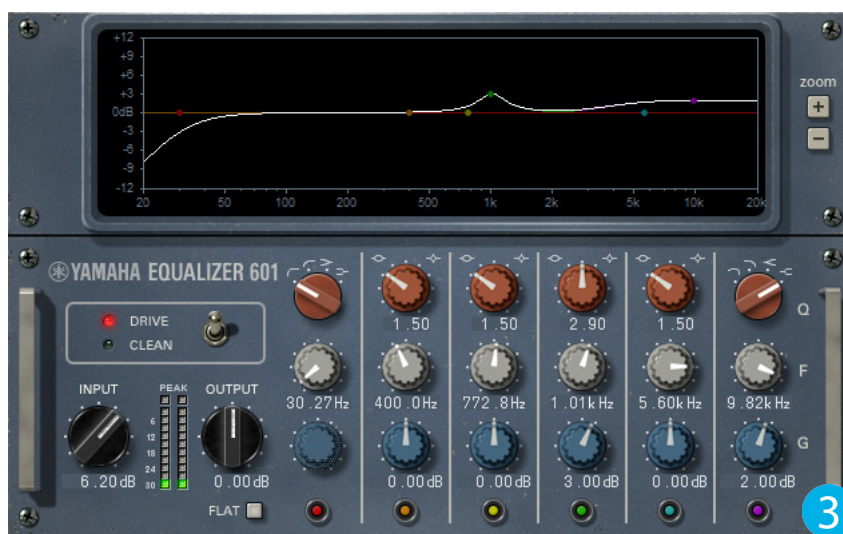 +12
+9
+6
+3
0dB
-3
-6
-9
-12
20 50 100 200 500 1k 2k 5k 10k 20k
zoom
+
−
YAMAHA EQUALIZER 601
DRIVE
CLEAN
Q
1.50 1.50 2.90 1.50
INPUT PEAK OUTPUT
F
30.27Hz 400.0Hz 772.8Hz 1.01kHz 5.60kHz 9.82kHz
6
12
18
24
30
G
6.20dB 0.00dB 0.00dB 0.00dB 3.00dB 0.00dB 2.00dB
FLAT
3